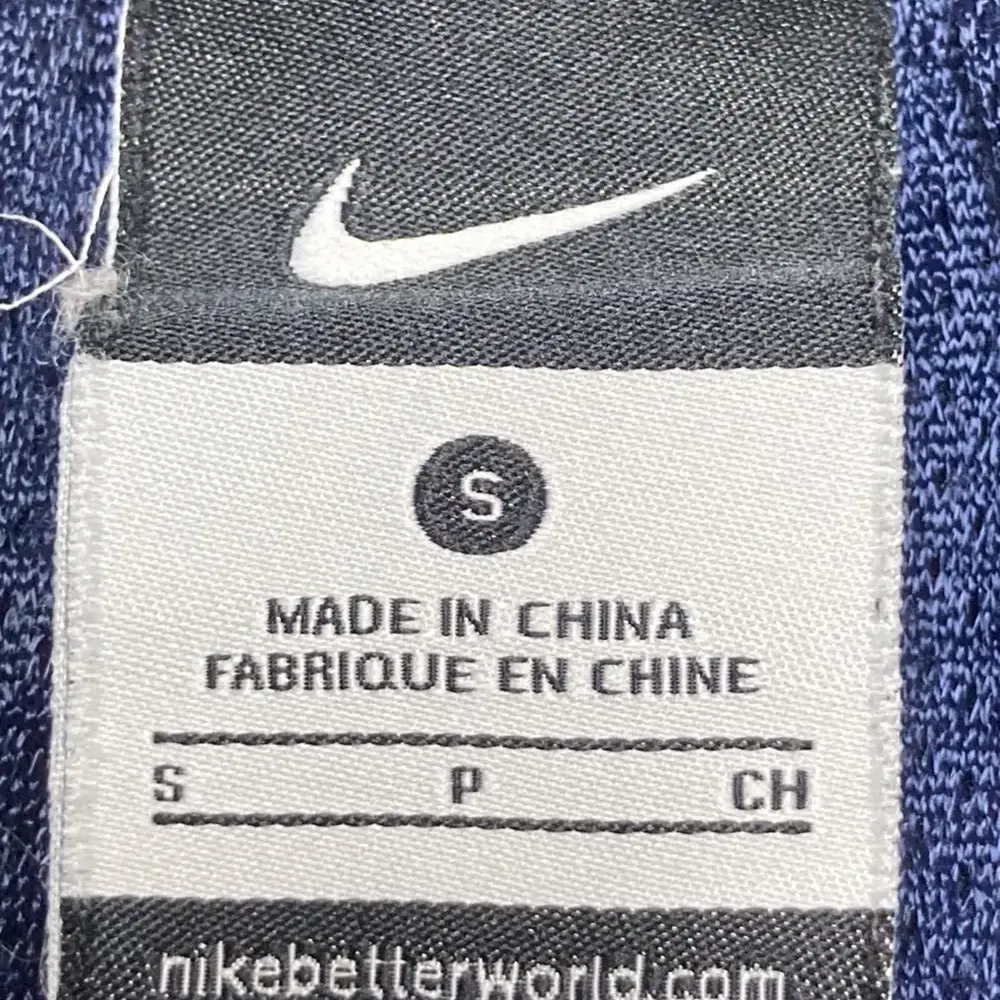 S
MADE IN CHINA
FABRIQUE EN CHINE
S P CH
nikebetterworld.com